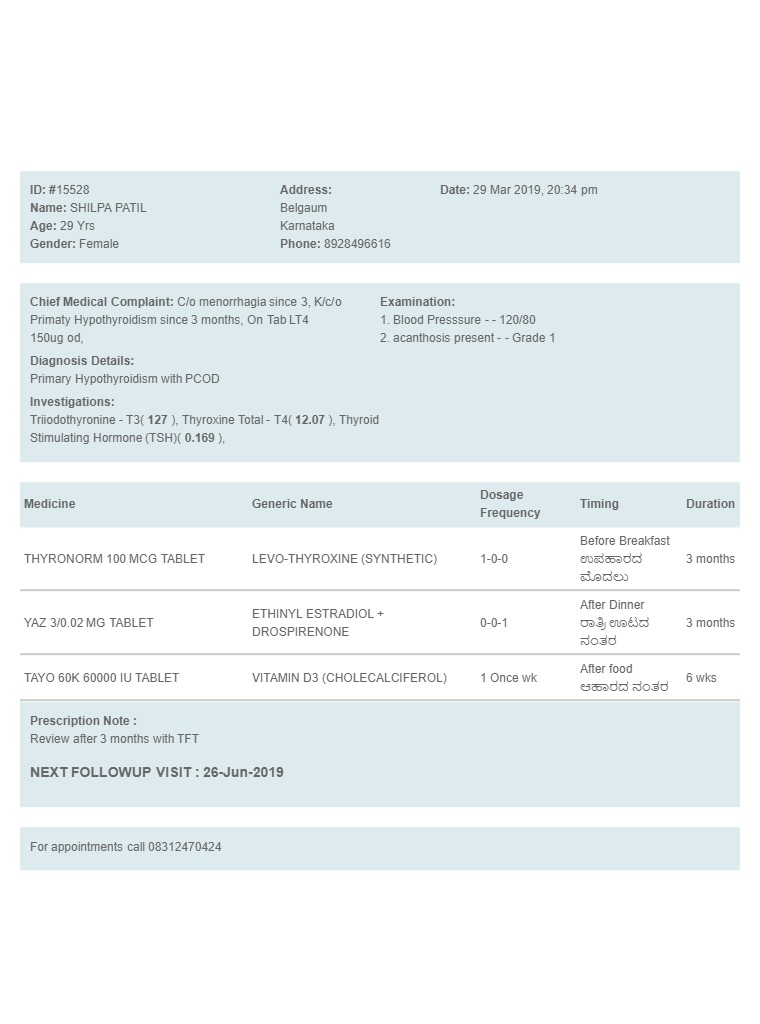 ID: #15528
Name: SHILPA PATIL
Age: 29 Yrs
Gender: Female
Address:
Belgaum
Karnataka
Phone: 8928496616
Date: 29 Mar 2019, 20:34 pm
Chief Medical Complaint: C/o menorrhagia since 3, K/c/o
Primaty Hypothyroidism since 3 months, On Tab LT4
150ug od,
Diagnosis Details:
Primary Hypothyroidism with PCOD
Investigations:
Triiodothyronine - T3( 127 ), Thyroxine Total - T4( 12.07 ), Thyroid
Stimulating Hormone (TSH)( 0.169 ),
Examination:
1. Blood Presssure - - 120/80
2. acanthosis present - - Grade 1
Medicine Generic Name Dosage Frequency Timing Duration
THYRONORM 100 MCG TABLET LEVO-THYROXINE (SYNTHETIC) 1-0-0 Before Breakfast 3 months
ಉಪಹಾರದ
ಮೊದಲು
YAZ 3/0.02 MG TABLET ETHINYL ESTRADIOL + DROSPIRENONE 0-0-1 After Dinner 3 months
ರಾತ್ರಿ ಊಟದ
ನಂತರ
TAYO 60K 60000 IU TABLET VITAMIN D3 (CHOLECALCIFEROL) 1 Once wk After food 6 wks
ಆಹಾರದ ನಂತರ
Prescription Note :
Review after 3 months with TFT
NEXT FOLLOWUP VISIT : 26-Jun-2019
For appointments call 08312470424